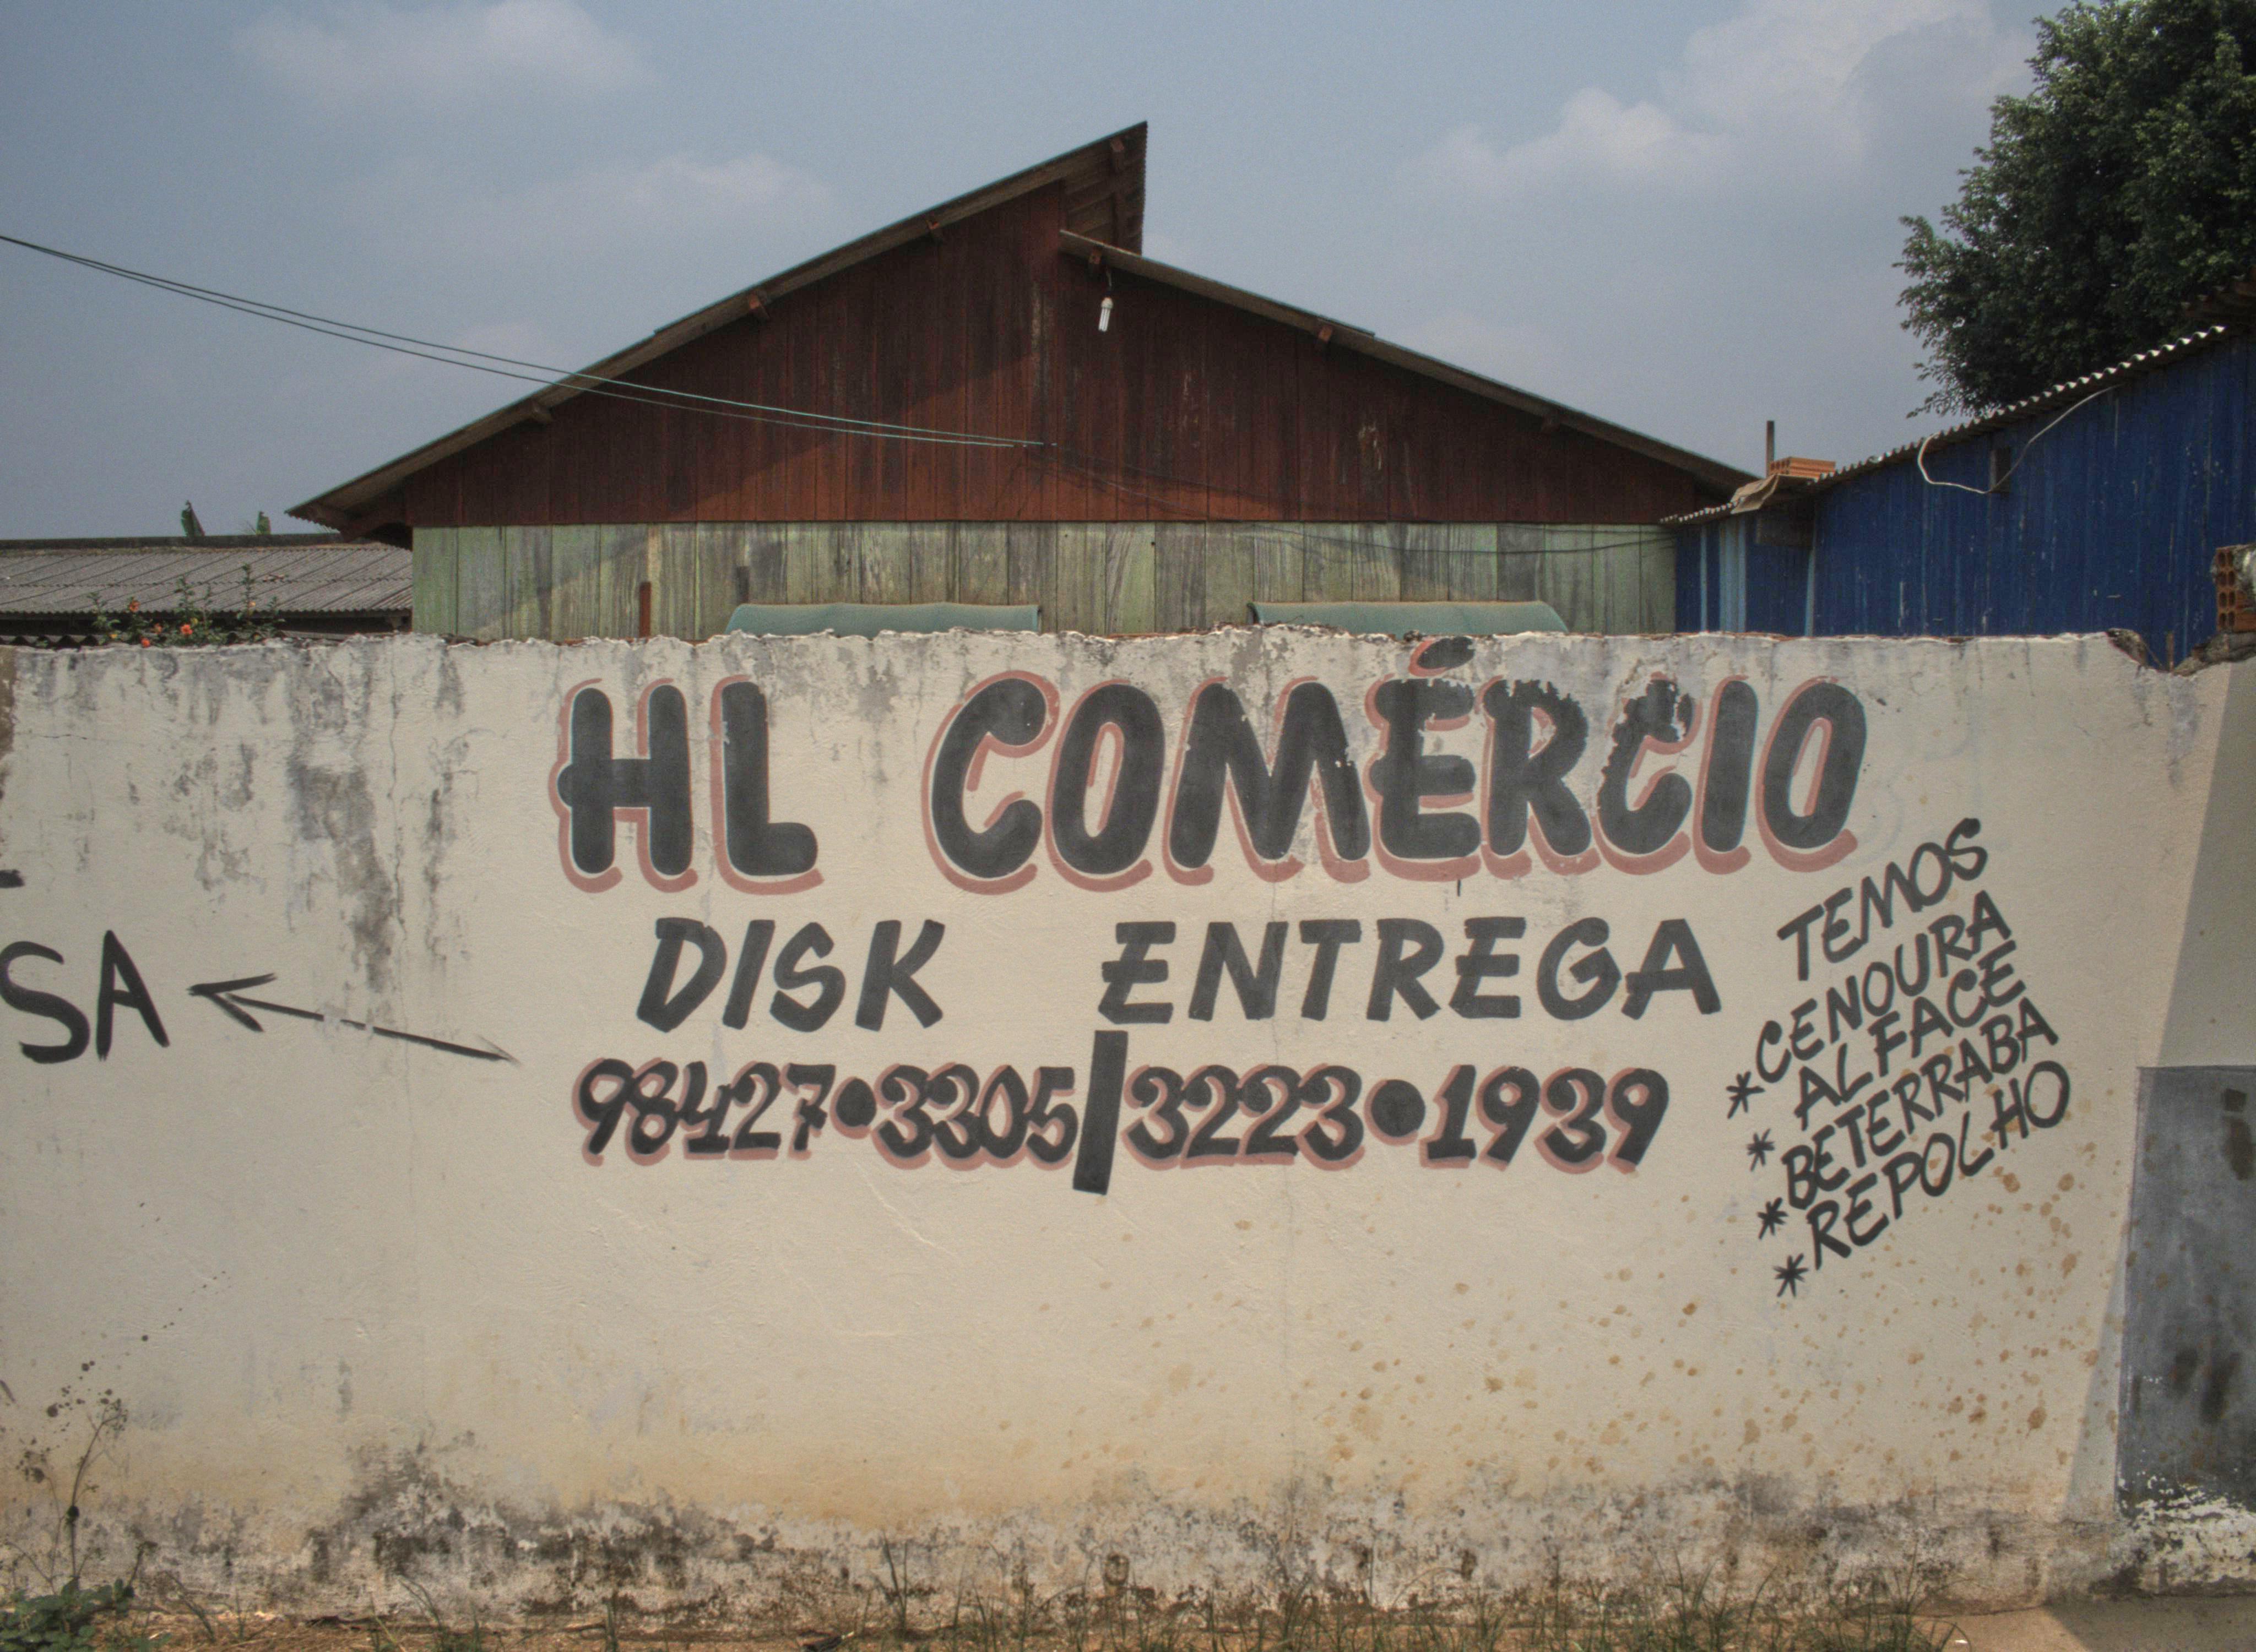 HL COMÉRCIO
DISK ENTREGA
98427•3305|3223•1939
TEMOS
*CENOURA
*ALFACE
*BETERRABA
*REPOLHO
SA ←